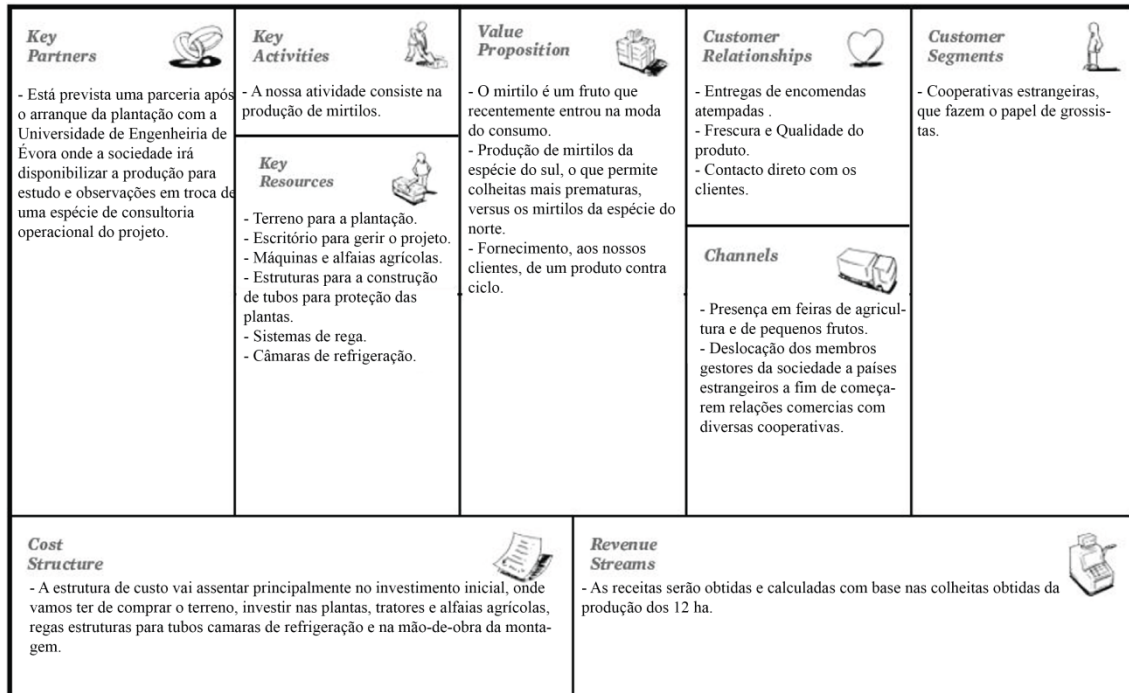 Key
Partners
- Está prevista uma parceria após
o arranque da plantação com a
Universidade de Engenheiria de
Évora onde a sociedade irá
disponibilizar a produção para
estudo e observações em troca de
uma espécie de consultoria
operacional do projeto.
Key
Activities
- A nossa atividade consiste na
produção de mirtilos.
Key
Resources
- Terreno para a plantação.
- Escritório para gerir o projeto.
- Máquinas e alfaias agrícolas.
- Estruturas para a construção
de tubos para proteção das
plantas.
- Sistemas de rega.
- Câmaras de refrigeração.
Value
Proposition
- O mirtilo é um fruto que
recentemente entrou na moda
do consumo.
- Produção de mirtilos da
espécie do sul, o que permite
colheitas mais prematuras,
versus os mirtilos da espécie do
norte.
- Fornecimento, aos nossos
clientes, de um produto contra
ciclo.
Customer
Relationships
- Entregas de encomendas
atempadas .
- Frescura e Qualidade do
produto.
- Contacto direto com os
clientes.
Channels
- Presença em feiras de agricul-
tura e de pequenos frutos.
- Deslocação dos membros
gestores da sociedade a países
estrangeiros a fim de começa-
rem relações comercias com
diversas cooperativas.
Customer
Segments
- Cooperativas estrangeiras,
que fazem o papel de grossis-
tas.
Cost
Structure
- A estrutura de custo vai assentar principalmente no investimento inicial, onde
vamos ter de comprar o terreno, investir nas plantas, tratores e alfaias agrícolas,
regas estruturas para tubos camaras de refrigeração e na mão-de-obra da monta-
gem.
Revenue
Streams
- As receitas serão obtidas e calculadas com base nas colheitas obtidas da
produção dos 12 ha.